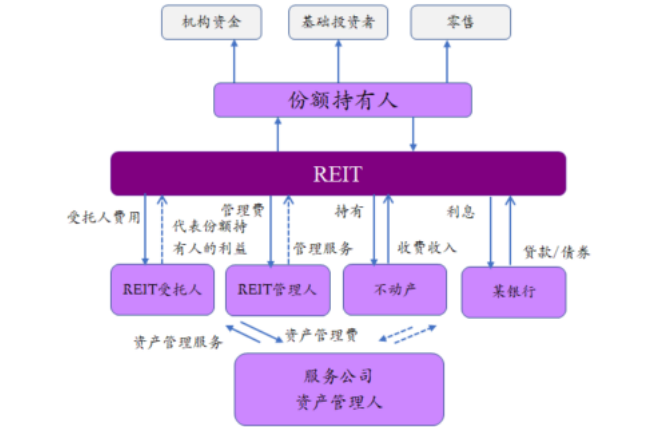 机构资金
基础投资者
零售
份额持有人
REIT
受托人费用
代表份额持
有人的利益
管理费
管理服务
持有
收费收入
利息
贷款/债券
REIT受托人
REIT管理人
不动产
某银行
资产管理服务
资产管理费
服务公司
资产管理人